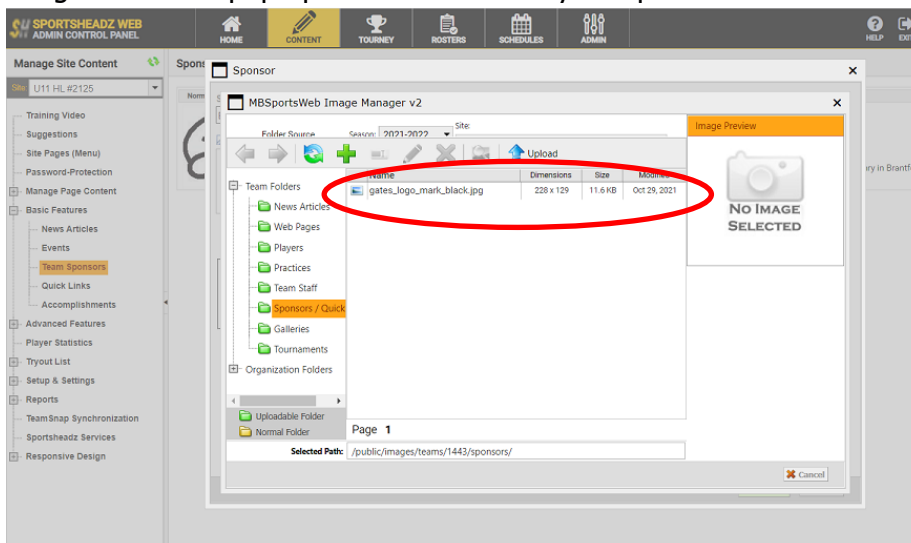 SPORTSHEADZ WEB
ADMIN CONTROL PANEL
HOME
CONTENT
TOURNEY
ROSTERS
SCHEDULES
ADMIN
HELP
Manage Site Content
Site
U11 HL #2125
Training Video
Suggestions
Site Pages (Menu)
Password-Protection
Manage Page Content
Basic Features
News Articles
Events
Team Sponsors
Quick Links
Accomplishments
Advanced Features
Player Statistics
Tryout List
Setup & Settings
Reports
TeamSnap Synchronization
Sportsheadz Services
Responsive Design
Sponsor
MBSportsWeb Image Manager v2
Folder Source
Season: 2021-2022
Site:
Upload
Name Dimensions Size Modified
gates_logo_mark_black.jpg 228 x 129 11.6 KB Oct 29, 2021
Team Folders
News Articles
Web Pages
Players
Practices
Team Staff
Sponsors / Quick
Galleries
Tournaments
Organization Folders
Uploadable Folder
Normal Folder
Page 1
Selected Path: /public/images/teams/1443/sponsors/
Image Preview
NO IMAGE
SELECTED
Cancel